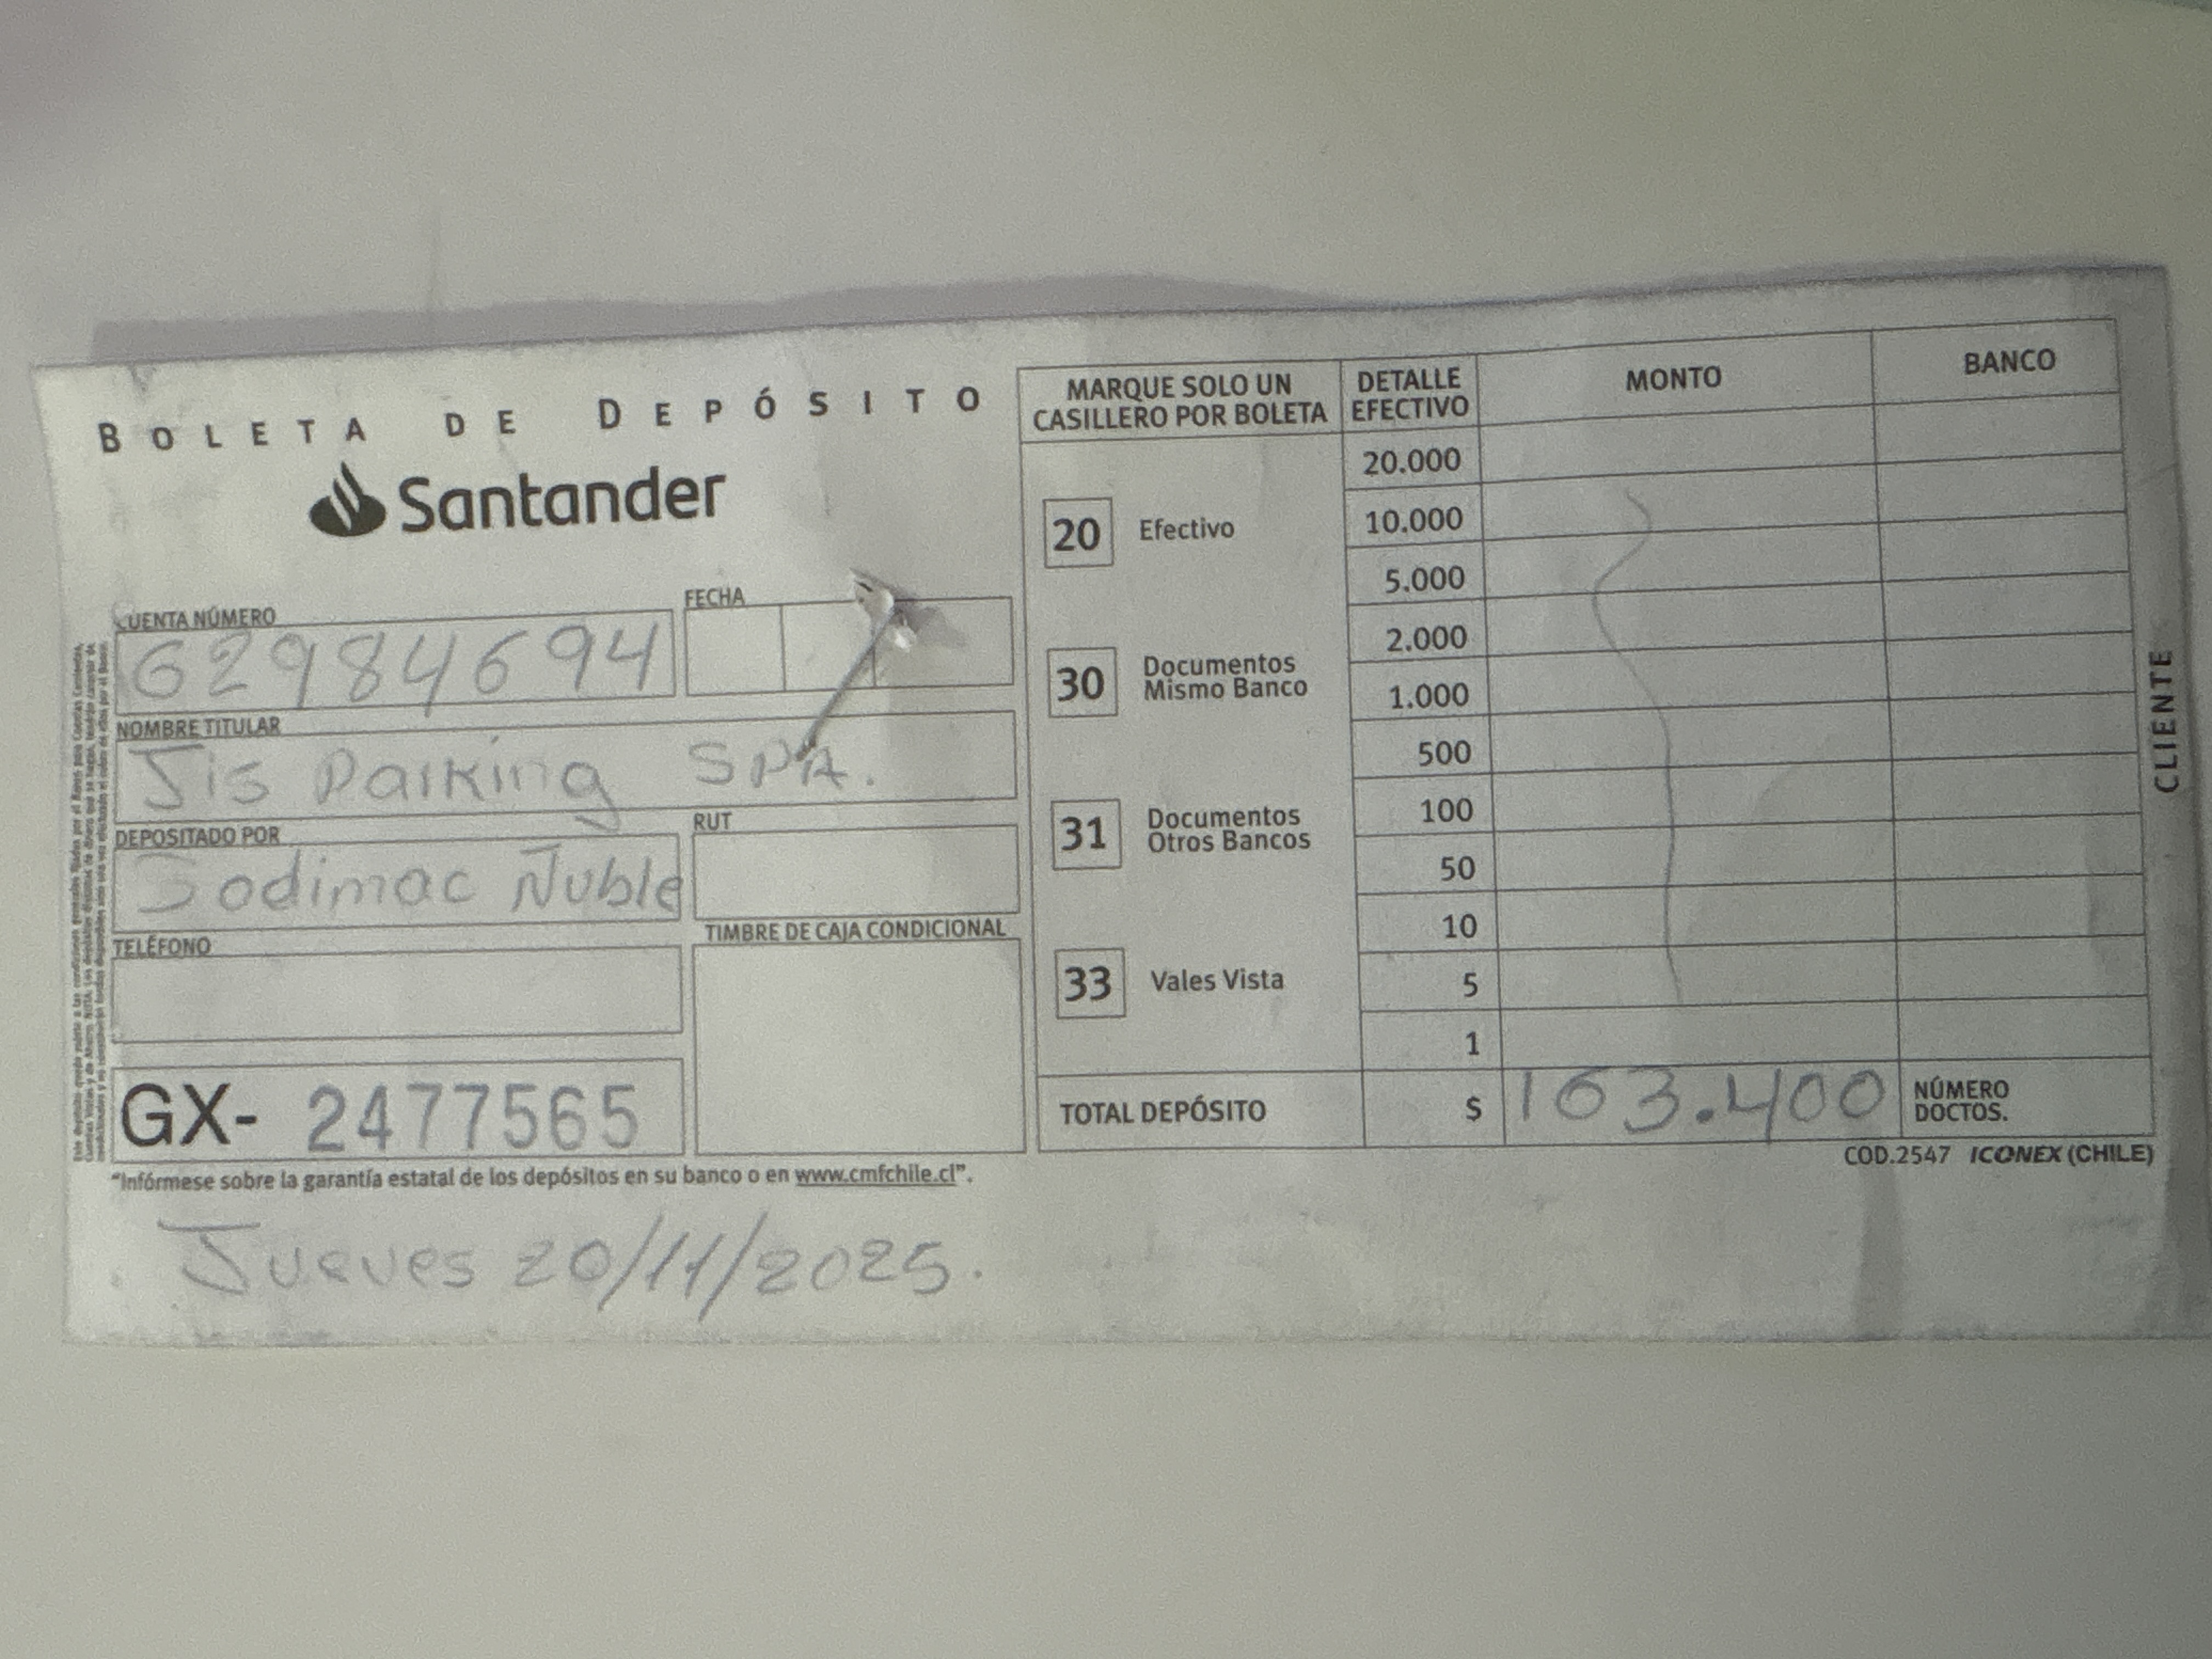 BOLETA DE DEPÓSITO
Santander
CUENTA NÚMERO
62984694
FECHA
NOMBRE TITULAR
Jis Parking SPA.
DEPOSITADO POR
Sodimac Ñuble
RUT
TELÉFONO
TIMBRE DE CAJA CONDICIONAL
GX- 2477565
"Infórmese sobre la garantía estatal de los depósitos en su banco o en www.cmfchile.cl".
Jueves 20/11/2025.
MARQUE SOLO UN
CASILLERO POR BOLETA
20 Efectivo
30 Documentos
Mismo Banco
31 Documentos
Otros Bancos
33 Vales Vista
DETALLE
EFECTIVO
MONTO
BANCO
20.000
10.000
5.000
2.000
1.000
500
100
50
10
5
1
TOTAL DEPÓSITO $ 163.400
NÚMERO
DOCTOS.
COD.2547 ICONEX (CHILE)
CLIENTE